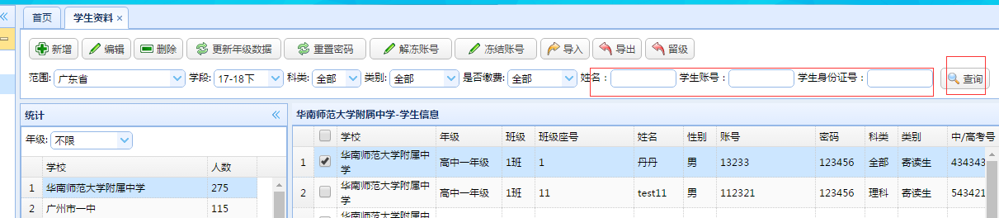 首页 学生资料
新增 编辑 删除 更新年级数据 重置密码 解冻账号 冻结账号 导入 导出 留级
范围: 广东省 学段: 17-18下 科类: 全部 类别: 全部 是否缴费: 全部 姓名: 学生账号: 学生身份证号: 查询
统计
年级: 不限
学校 人数
1 华南师范大学附属中学 275
2 广州市一中 115
华南师范大学附属中学-学生信息
学校 年级 班级 班级座号 姓名 性别 账号 密码 科类 类别 中/高考号
1 华南师范大学附属中学 高中一年级 1班 1 丹丹 男 13233 123456 全部 寄读生 434343
2 华南师范大学附属中学 高中一年级 1班 11 test11 男 112321 123456 理科 寄读生 543421
华南师范大学附属中